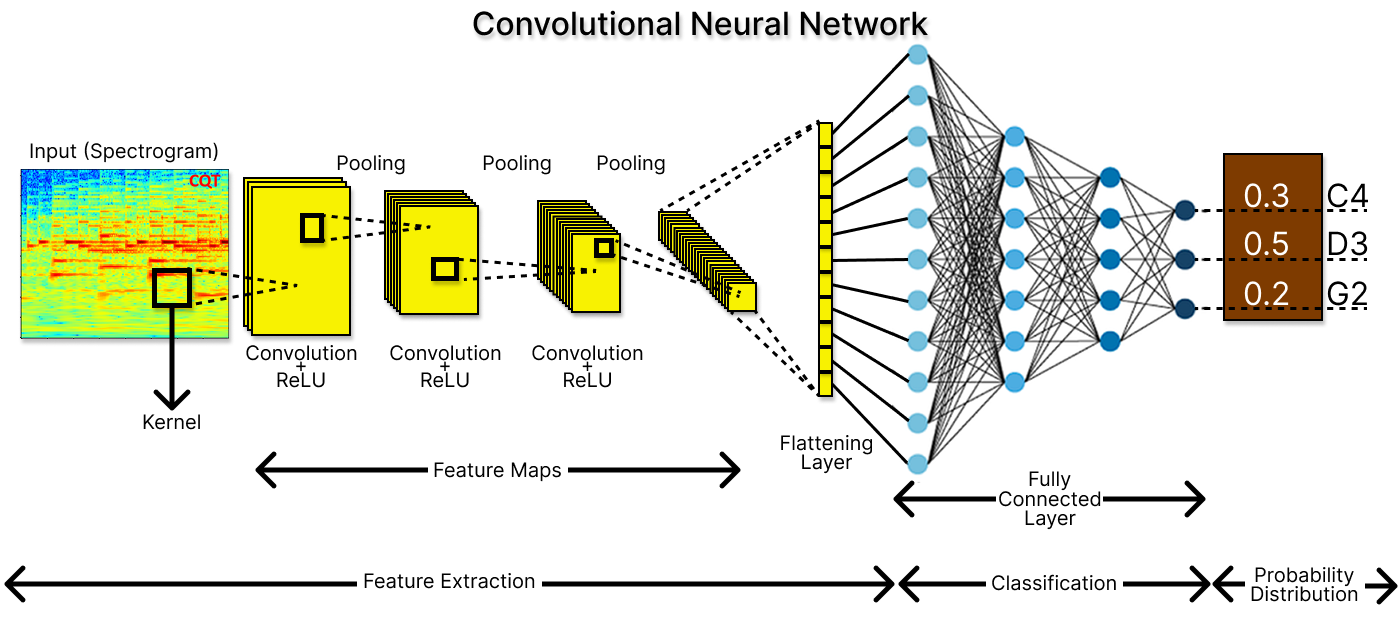 Convolutional Neural Network
Input (Spectrogram)
CQT
Pooling
Pooling
Pooling
0.3
C4
0.5
D3
0.2
G2
Convolution
+
ReLU
Convolution
+
ReLU
Convolution
+
ReLU
Kernel
Flattening
Layer
Feature Maps
Fully
Connected
Layer
Feature Extraction
Classification
Probability
Distribution